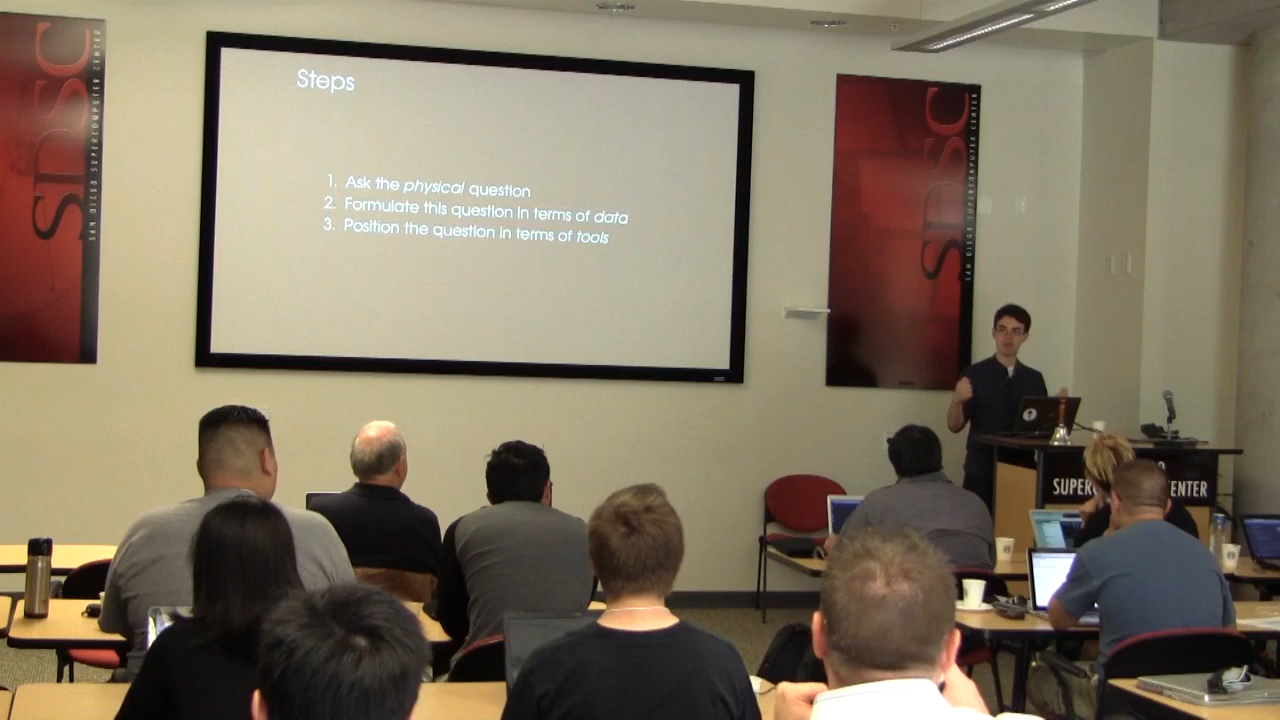 SDSC
SAN DIEGO SUPERCOMPUTER CENTER
Steps
1. Ask the physical question
2. Formulate this question in terms of data
3. Position the question in terms of tools
SDSC
SAN DIEGO SUPERCOMPUTER CENTER
CENTER